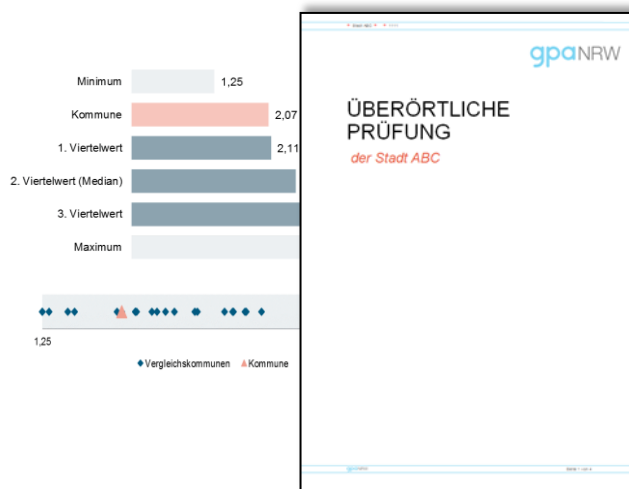 Minimum
1,25
Kommune
2,07
1. Viertelwert
2,11
2. Viertelwert (Median)
3. Viertelwert
Maximum
1,25
Vergleichskommunen
Kommune
gpaNRW
ÜBERÖRTLICHE
PRÜFUNG
der Stadt ABC